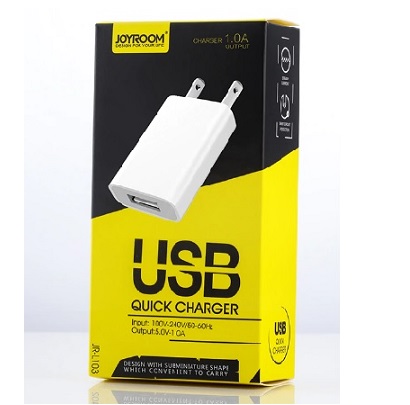 JOYROOM
DESIGN FOR YOUR LIFE
CHARGER 1.0A
OUTPUT
USB
QUICK CHARGER
Input: 100V-240V/50-60Hz
Output:5.0V-1.0A
DESIGN WITH SUBMINIATURE SHAPE
WHICH CONVENIENT TO CARRY
JR-L103
USB
QUICK
CHARGER